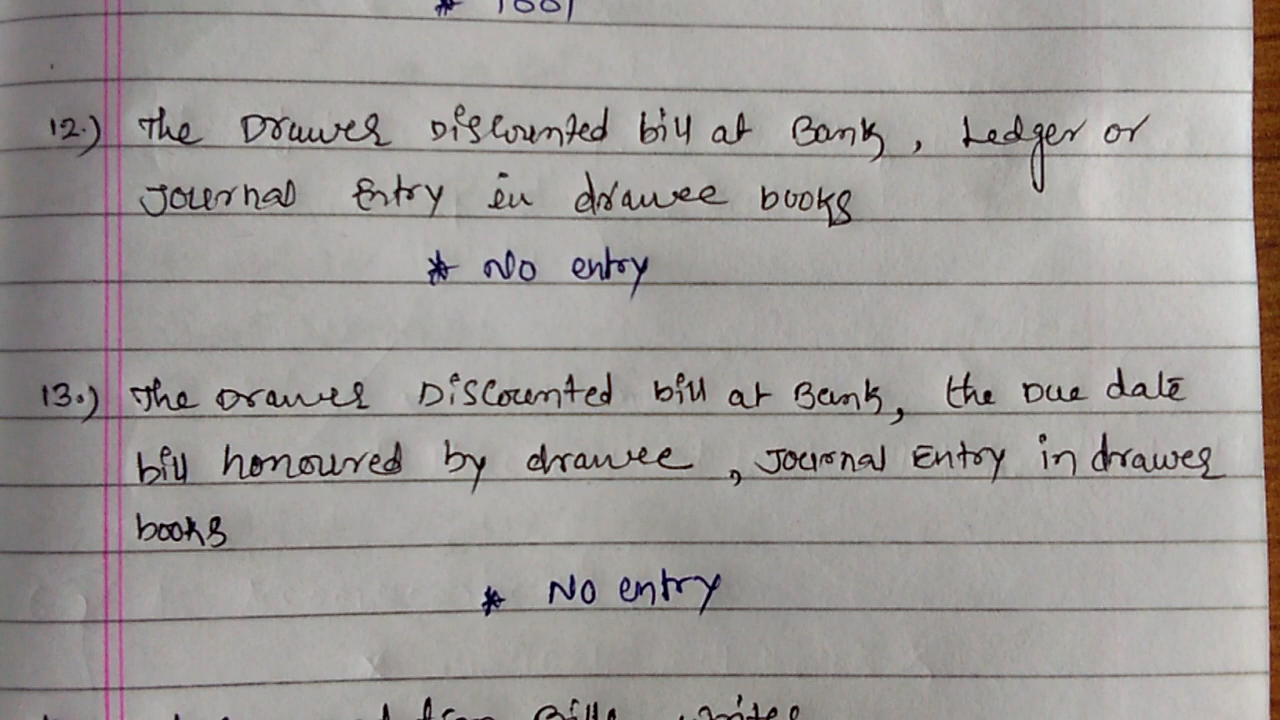 12.) The Drawer Discounted bill at Bank, Ledger or
Journal Entry in drawee books
* No entry
13.) The Drawer Discounted bill at Bank, the Due date
bill honoured by drawee, Journal Entry in drawer
books
* No entry